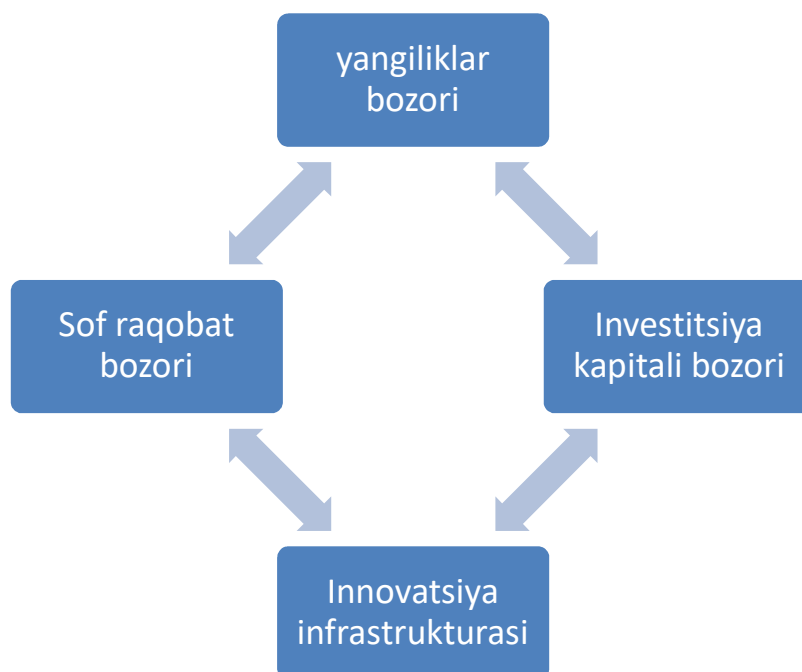 yangiliklar
bozori
Sof raqobat
bozori
Investitsiya
kapitali bozori
Innovatsiya
infrastrukturasi